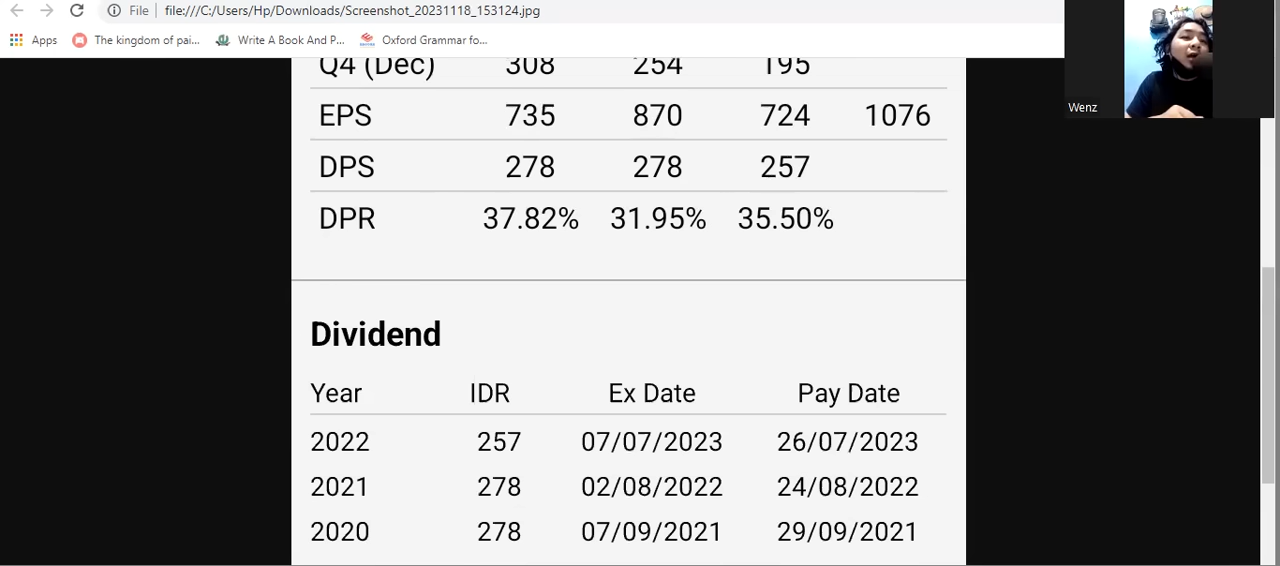 File file:///C:/Users/Hp/Downloads/Screenshot_20231118_153124.jpg
Apps The kingdom of pai... Write A Book And P... Oxford Grammar fo...
Wenz
Q4 (Dec) 308 254 195
EPS 735 870 724 1076
DPS 278 278 257
DPR 37.82% 31.95% 35.50%
Dividend
Year IDR Ex Date Pay Date
2022 257 07/07/2023 26/07/2023
2021 278 02/08/2022 24/08/2022
2020 278 07/09/2021 29/09/2021